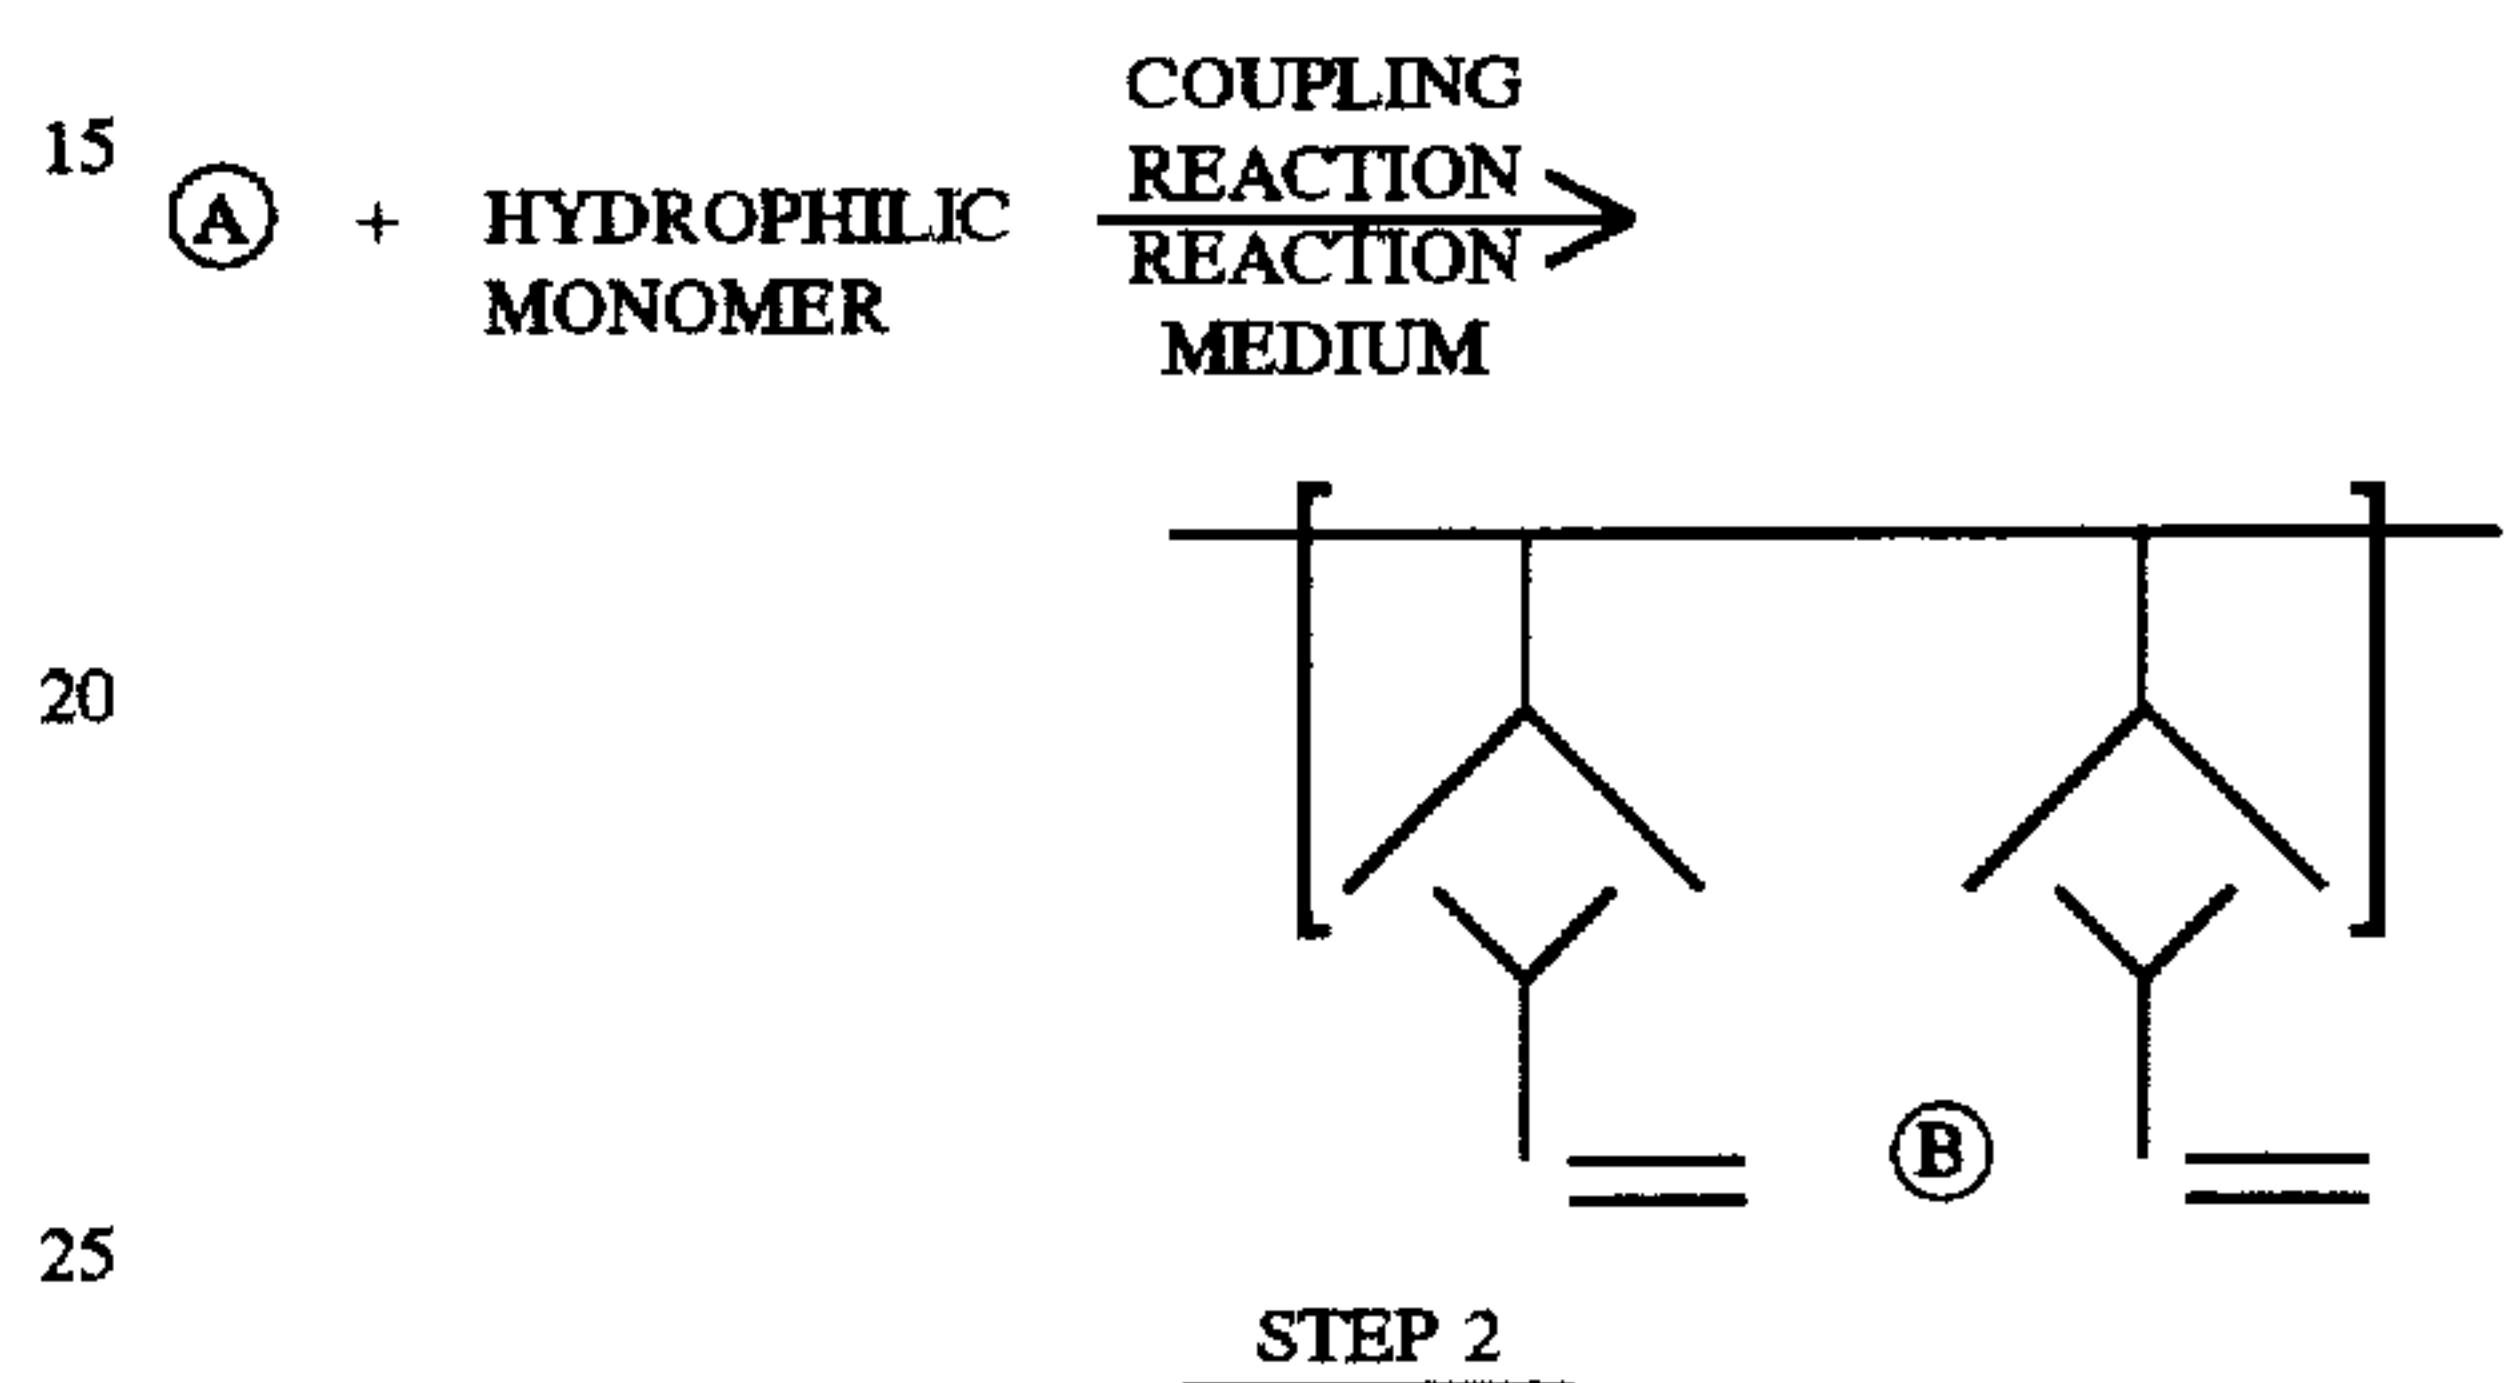 COUPLING
15
REACTION
A + HYDROPHILIC
REACTION
MONOMER
MEDIUM
20
B
25
STEP 2